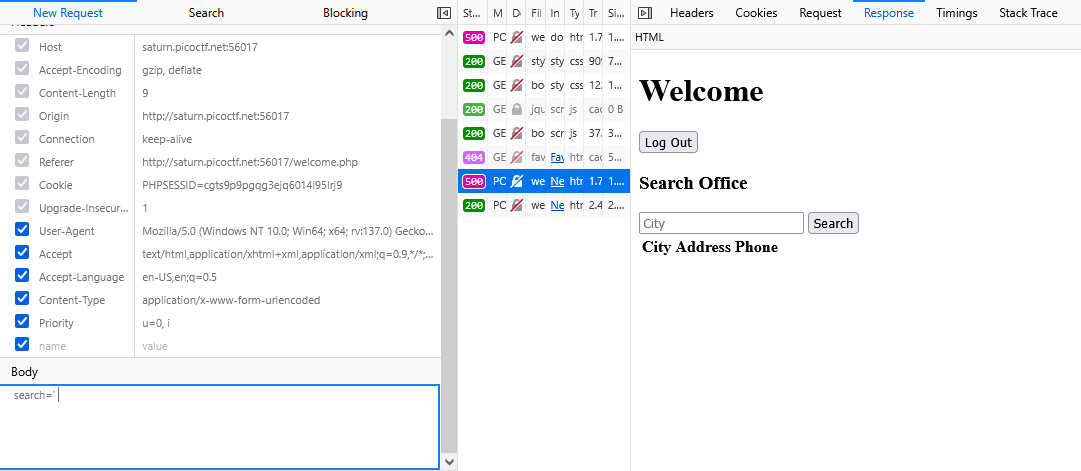 New Request Search Blocking
Headers
Host saturn.picoctf.net:56017
Accept-Encoding gzip, deflate
Content-Length 9
Origin http://saturn.picoctf.net:56017
Connection keep-alive
Referer http://saturn.picoctf.net:56017/welcome.php
Cookie PHPSESSID=cgts9p9pgqg3ejq6014l95lrj9
Upgrade-Insecur... 1
User-Agent Mozilla/5.0 (Windows NT 10.0; Win64; x64; rv:137.0) Gecko...
Accept text/html,application/xhtml+xml,application/xml;q=0.9,*/*;...
Accept-Language en-US,en;q=0.5
Content-Type application/x-www-form-urlencoded
Priority u=0, i
name value
Body
search='
St... M D Fil In Ty Tr Si...
500 PO we do htr 1.7 1....
200 GE sty sty css 909 7...
200 GE bo sty css 12. 1...
200 GE jqu scr js cac 0 B
200 GE bo scr js 37. 3...
404 GE fav Fav htr cac 5...
500 PO we Ne htr 1.7 1....
200 PO we Ne htr 2.4 2....
Headers Cookies Request Response Timings Stack Trace
HTML
Welcome
Log Out
Search Office
City Search
City Address Phone